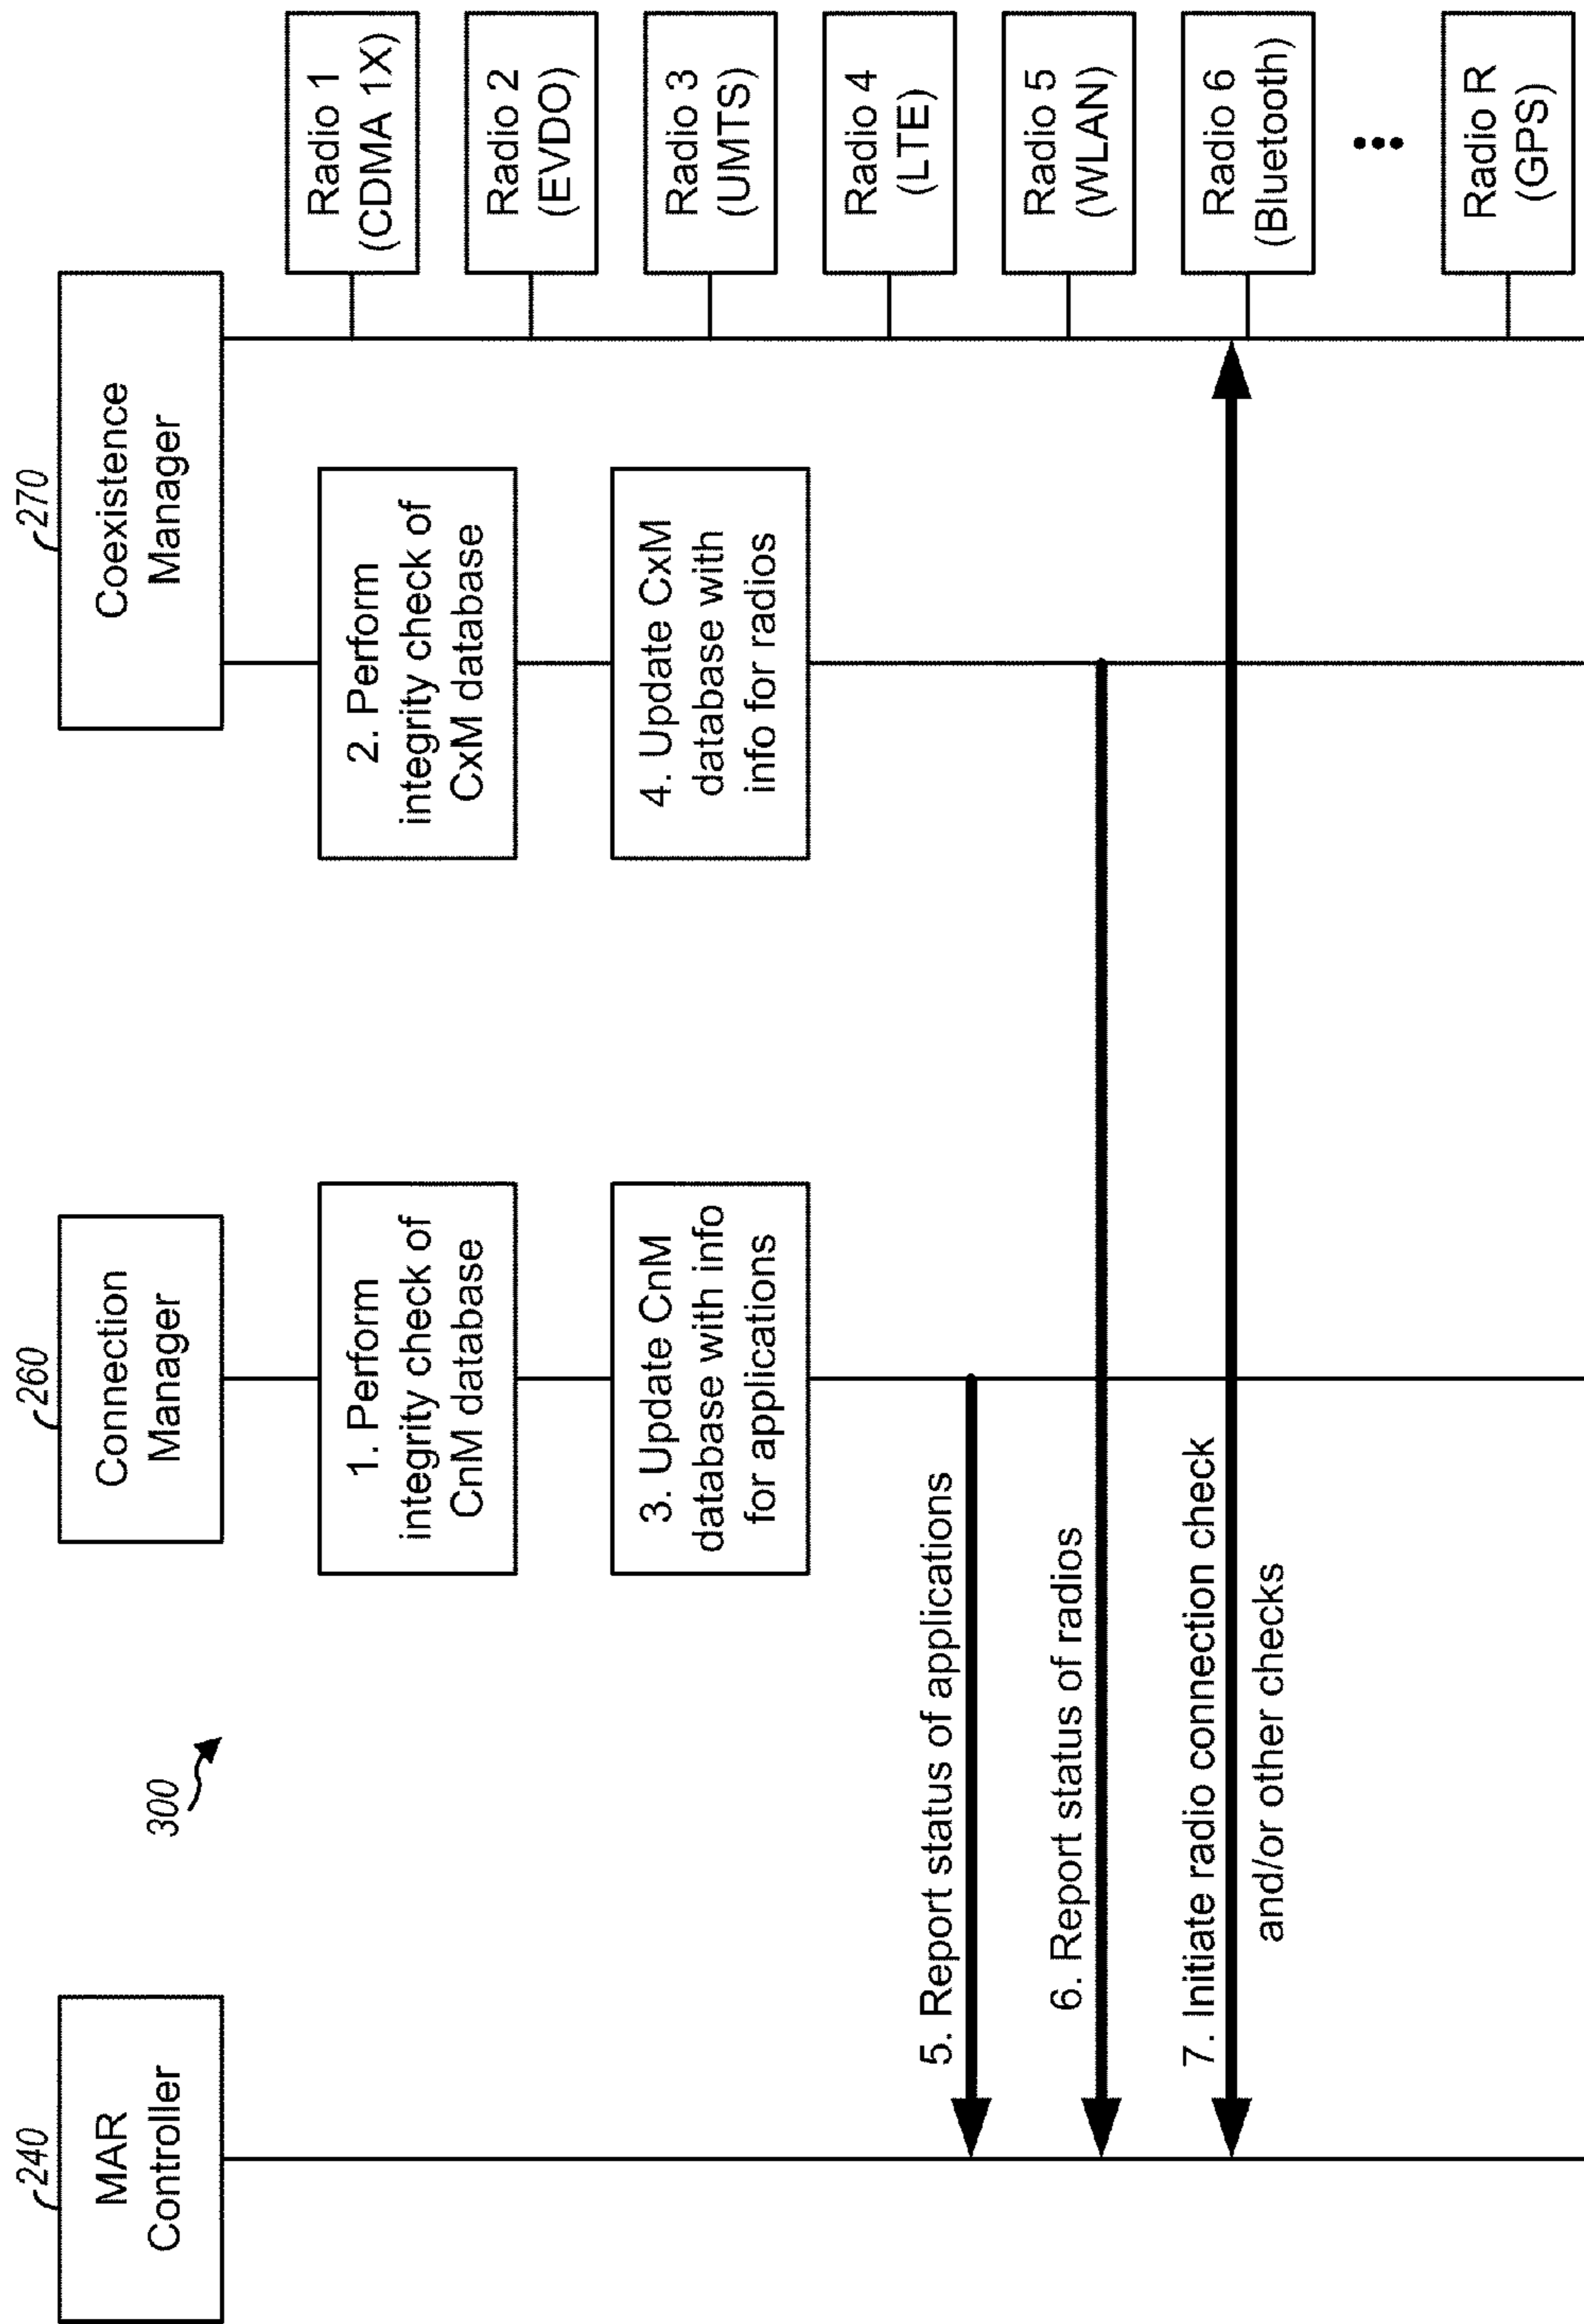 300
240
MAR
Controller
260
Connection
Manager
270
Coexistence
Manager
1. Perform
integrity check of
CnM database
2. Perform
integrity check of
CxM database
3. Update CnM
database with info
for applications
4. Update CxM
database with
info for radios
5. Report status of applications
6. Report status of radios
7. Initiate radio connection check
and/or other checks
Radio 1
(CDMA 1X)
Radio 2
(EVDO)
Radio 3
(UMTS)
Radio 4
(LTE)
Radio 5
(WLAN)
Radio 6
(Bluetooth)
Radio R
(GPS)